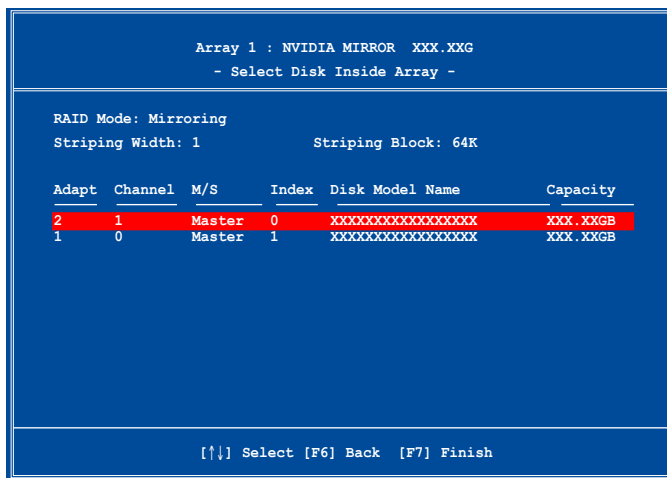 Array 1 : NVIDIA MIRROR XXX.XXG
- Select Disk Inside Array -
RAID Mode: Mirroring
Striping Width: 1 Striping Block: 64K
Adapt Channel M/S Index Disk Model Name Capacity
2 1 Master 0 XXXXXXXXXXXXXXXXX XXX.XXGB
1 0 Master 1 XXXXXXXXXXXXXXXXX XXX.XXGB
[↑↓] Select [F6] Back [F7] Finish